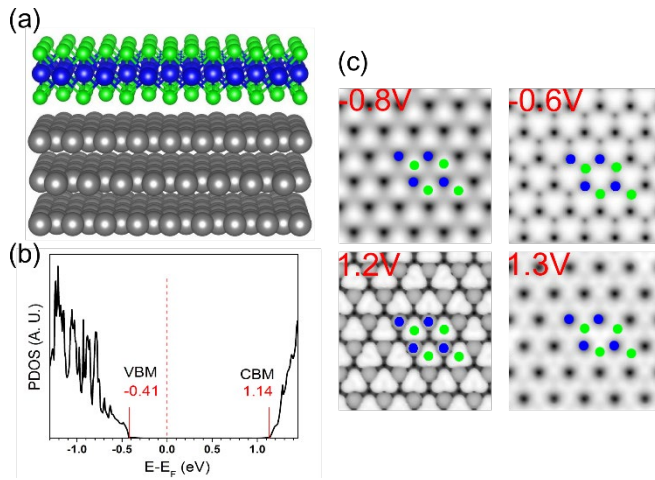 (a)
(b)
PDOS (A. U.)
VBM
-0.41
CBM
1.14
-1.0
-0.5
0.0
0.5
1.0
E-E_F (eV)
(c)
-0.8V
-0.6V
1.2V
1.3V